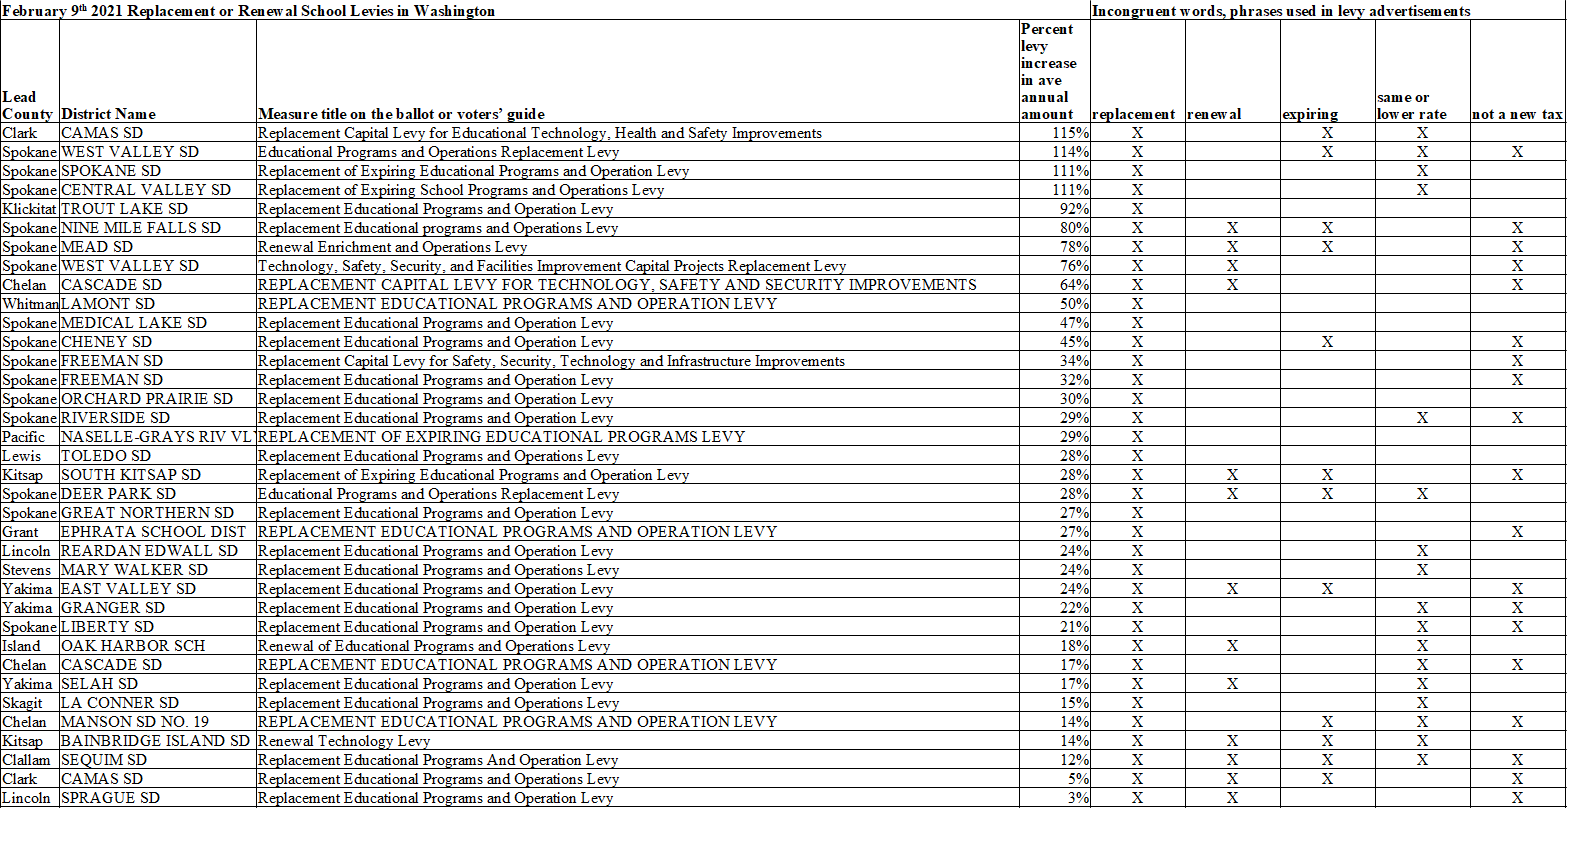 February 9th 2021 Replacement or Renewal School Levies in Washington Incongruent words, phrases used in levy advertisements
Lead County District Name Measure title on the ballot or voters’ guide Percent levy increase in ave annual amount replacement renewal expiring same or lower rate not a new tax
Clark CAMAS SD Replacement Capital Levy for Educational Technology, Health and Safety Improvements 115% X X X
Spokane WEST VALLEY SD Educational Programs and Operations Replacement Levy 114% X X X X
Spokane SPOKANE SD Replacement of Expiring Educational Programs and Operation Levy 111% X X
Spokane CENTRAL VALLEY SD Replacement of Expiring School Programs and Operations Levy 111% X X
Klickitat TROUT LAKE SD Replacement Educational Programs and Operation Levy 92% X
Spokane NINE MILE FALLS SD Replacement Educational programs and Operations Levy 80% X X X X
Spokane MEAD SD Renewal Enrichment and Operations Levy 78% X X X X
Spokane WEST VALLEY SD Technology, Safety, Security, and Facilities Improvement Capital Projects Replacement Levy 76% X X X
Chelan CASCADE SD REPLACEMENT CAPITAL LEVY FOR TECHNOLOGY, SAFETY AND SECURITY IMPROVEMENTS 64% X X X
Whitman LAMONT SD REPLACEMENT EDUCATIONAL PROGRAMS AND OPERATION LEVY 50% X
Spokane MEDICAL LAKE SD Replacement Educational Programs and Operation Levy 47% X
Spokane CHENEY SD Replacement Educational Programs and Operations Levy 45% X X X
Spokane FREEMAN SD Replacement Capital Levy for Safety, Security, Technology and Infrastructure Improvements 34% X X
Spokane FREEMAN SD Replacement Educational Programs and Operation Levy 32% X X
Spokane ORCHARD PRAIRIE SD Replacement Educational Programs and Operation Levy 30% X
Spokane RIVERSIDE SD Replacement Educational Programs and Operation Levy 29% X X X
Pacific NASELLE-GRAYS RIV VL REPLACEMENT OF EXPIRING EDUCATIONAL PROGRAMS LEVY 29% X
Lewis TOLEDO SD Replacement Educational Programs and Operations Levy 28% X
Kitsap SOUTH KITSAP SD Replacement of Expiring Educational Programs and Operation Levy 28% X X X X
Spokane DEER PARK SD Educational Programs and Operations Replacement Levy 28% X X X X
Spokane GREAT NORTHERN SD Replacement Educational Programs and Operation Levy 27% X
Grant EPHRATA SCHOOL DIST REPLACEMENT EDUCATIONAL PROGRAMS AND OPERATION LEVY 27% X X
Lincoln REARDAN EDWALL SD Replacement Educational Programs and Operation Levy 24% X X
Stevens MARY WALKER SD Replacement Educational Programs and Operations Levy 24% X X
Yakima EAST VALLEY SD Replacement Educational Programs and Operation Levy 24% X X X X
Yakima GRANGER SD Replacement Educational Programs and Operation Levy 22% X X X
Spokane LIBERTY SD Replacement Educational Programs and Operation Levy 21% X X X
Island OAK HARBOR SCH Renewal of Educational Programs and Operations Levy 18% X X X
Chelan CASCADE SD REPLACEMENT EDUCATIONAL PROGRAMS AND OPERATION LEVY 17% X X X
Yakima SELAH SD Replacement Educational Programs and Operation Levy 17% X X X
Skagit LA CONNER SD Replacement Educational Programs and Operations Levy 15% X X
Chelan MANSON SD NO. 19 REPLACEMENT EDUCATIONAL PROGRAMS AND OPERATION LEVY 14% X X X X
Kitsap BAINBRIDGE ISLAND SD Renewal Technology Levy 14% X X X X
Clallam SEQUIM SD Replacement Educational Programs And Operation Levy 12% X X X X X
Clark CAMAS SD Replacement Educational Programs and Operations Levy 5% X X X X
Lincoln SPRAGUE SD Replacement Educational Programs and Operation Levy 3% X X X